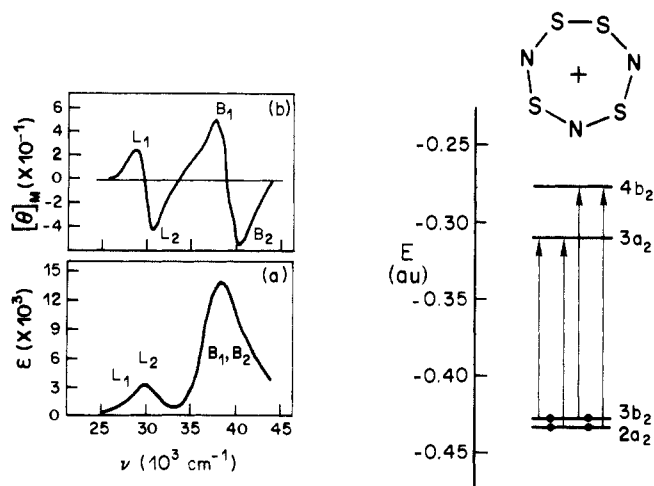 S — S
N N
+
S S
N
6
4
2
0
-2
-4
[θ]M (X10⁻¹)
L₁
B₁
(b)
L₂
B₂
15
12
9
6
3
0
ε (X10³)
(a)
L₁
L₂
B₁, B₂
25 30 35 40 45
ν (10³ cm⁻¹)
-0.25
-0.30
-0.35
-0.40
-0.45
E
(au)
4b₂
3a₂
3b₂
2a₂